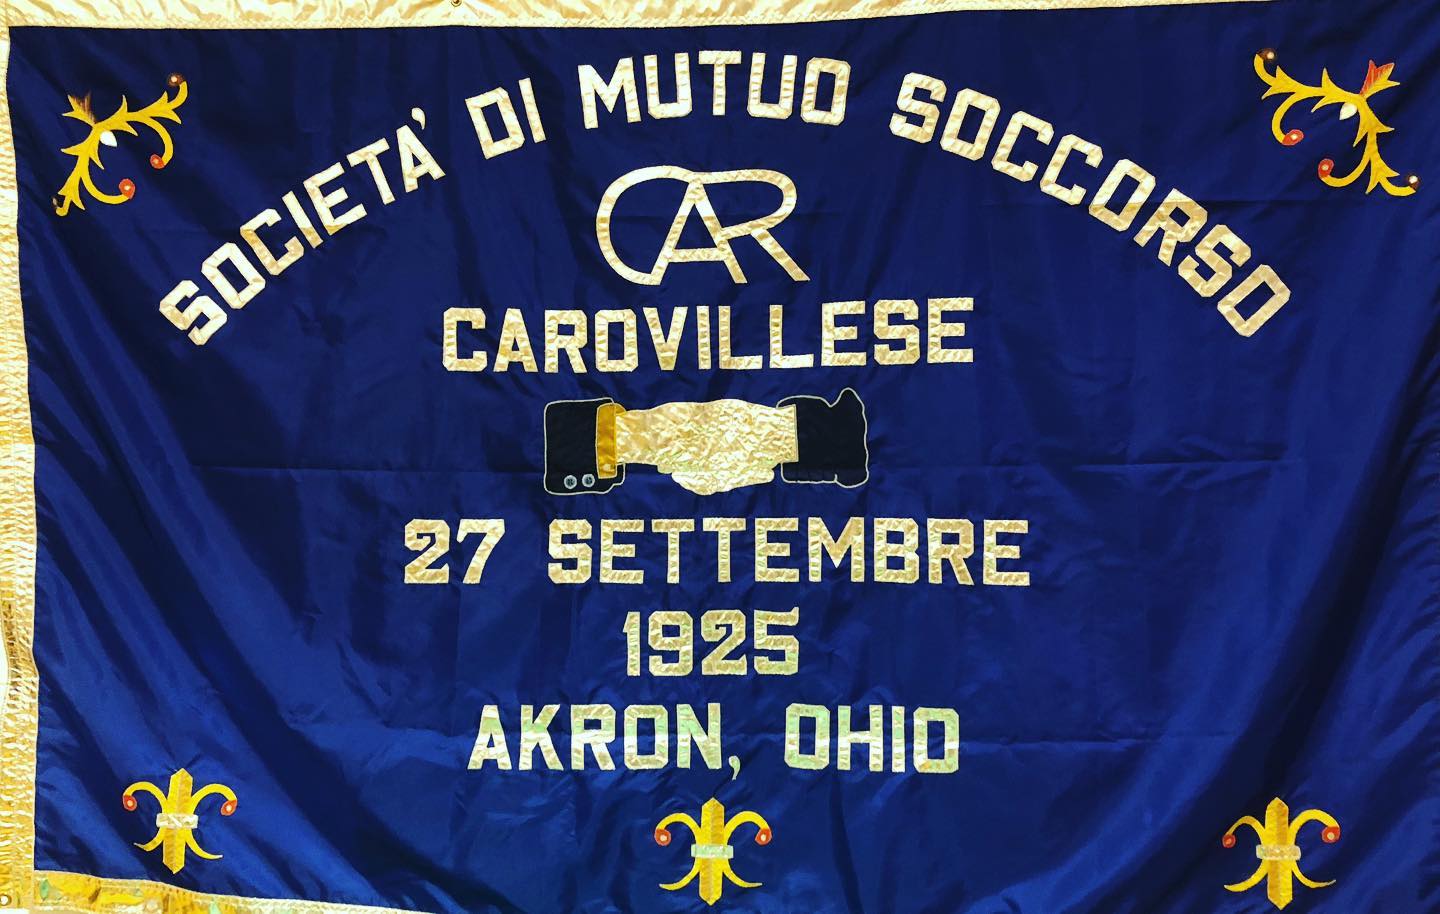 SOCIETA' DI MUTUO SOCCORSO
CAR
CAROVILLESE
27 SETTEMBRE
1925
AKRON, OHIO